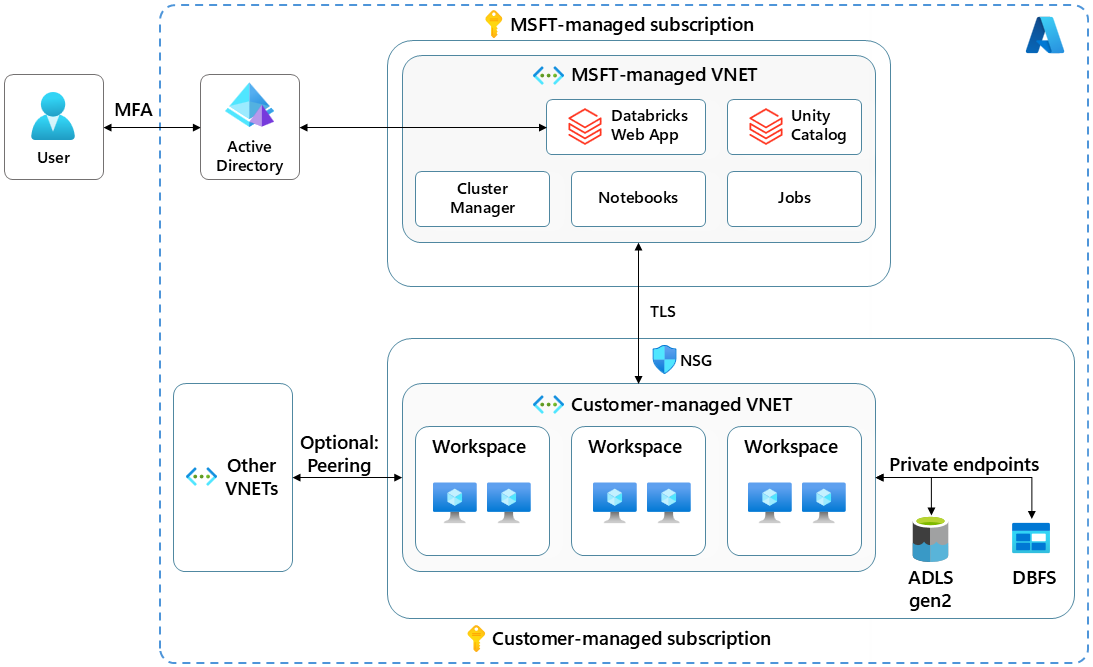 MSFT-managed subscription
MSFT-managed VNET
MFA
User
Active
Directory
Databricks
Web App
Unity
Catalog
Cluster
Manager
Notebooks
Jobs
TLS
NSG
Customer-managed VNET
Other
VNETs
Optional:
Peering
Workspace
Workspace
Workspace
Private endpoints
ADLS
gen2
DBFS
Customer-managed subscription